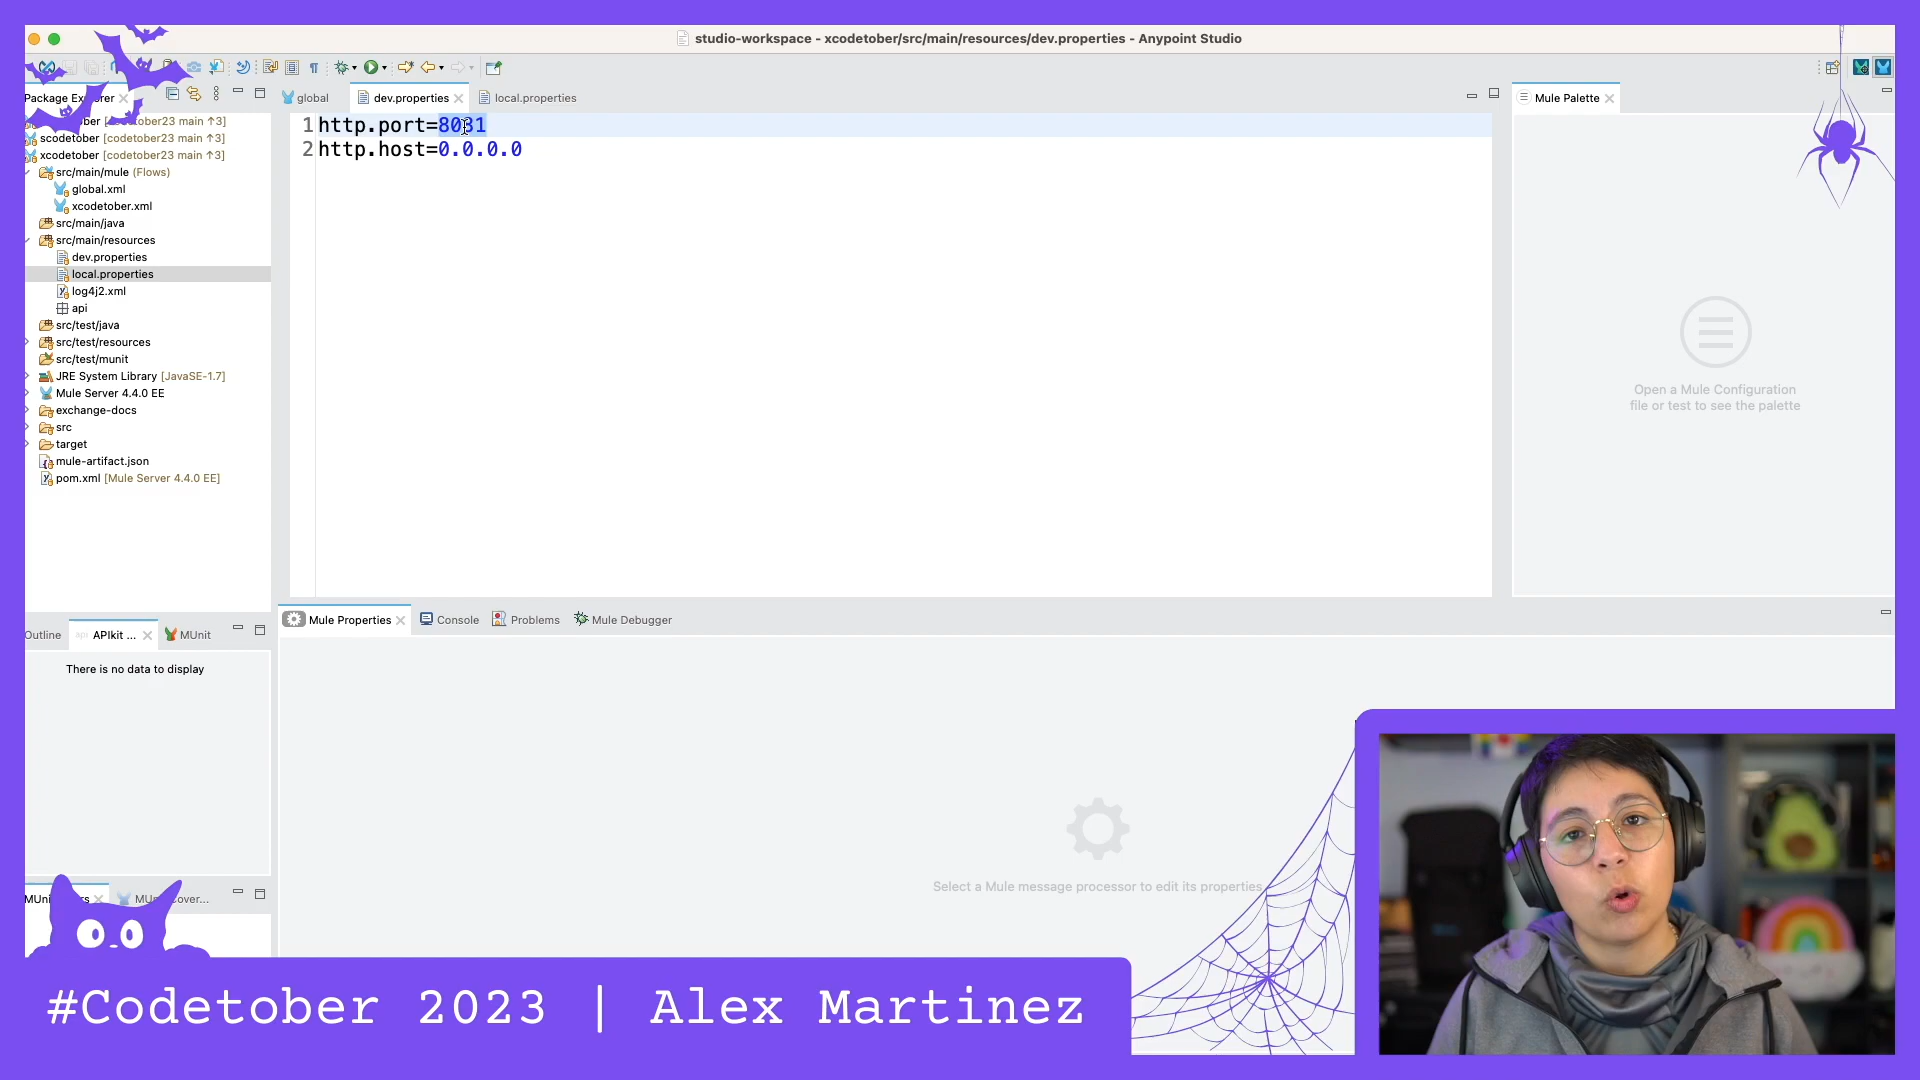 studio-workspace - xcodetober/src/main/resources/dev.properties - Anypoint Studio
global
dev.properties
local.properties
Mule Palette
1 http.port=8081
2 http.host=0.0.0.0
[codetober23 main ↑3]
scodetober [codetober23 main ↑3]
xcodetober [codetober23 main ↑3]
src/main/mule (Flows)
global.xml
xcodetober.xml
src/main/java
src/main/resources
dev.properties
local.properties
log4j2.xml
api
src/test/java
src/test/resources
src/test/munit
JRE System Library [JavaSE-1.7]
Mule Server 4.4.0 EE
exchange-docs
src
target
mule-artifact.json
pom.xml [Mule Server 4.4.0 EE]
Open a Mule Configuration
file or test to see the palette
Outline
APIkit ...
MUnit
There is no data to display
Mule Properties
Console
Problems
Mule Debugger
Select a Mule message processor to edit its properties
#Codetober 2023 | Alex Martinez